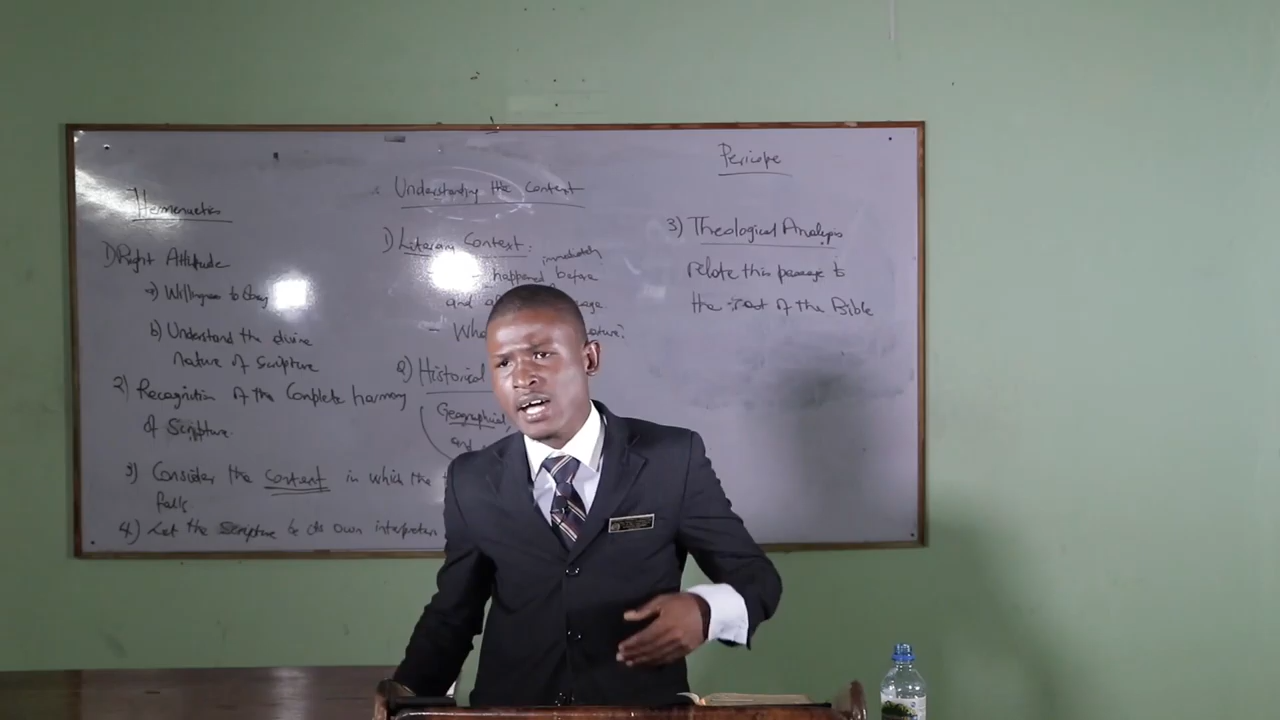 Hermeneutics
1) Right Attitude
a) Willingness to Obey
b) Understand the divine
nature of Scripture
2) Recognition of the Complete harmony
of Scripture.
3) Consider the Context in which the
falls
4) Let the Scripture be its own interpreter
Understanding the Context
1) Literary Context:
immediately
- happened before
and
-
2) Historical
Geographical,
and
Pericope
3) Theological Analysis
relate this passage to
the rest of the Bible